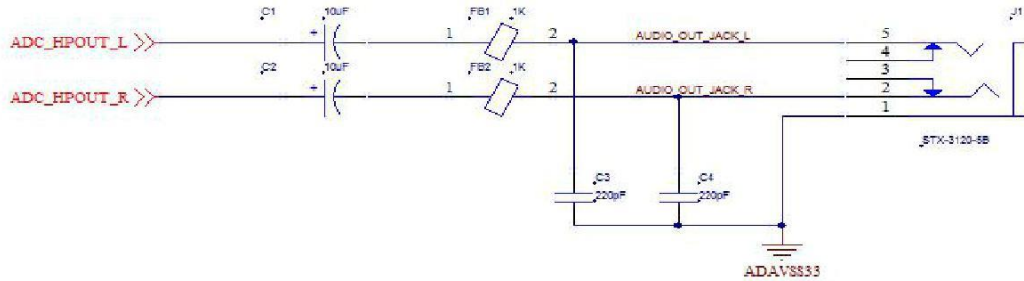 C1 10uF FB1 1K J1
ADC_HPOUT_L + 1 2 AUDIO_OUT_JACK_L 5
4
C2 10uF FB2 1K 3
ADC_HPOUT_R + 1 2 AUDIO_OUT_JACK_R 2
1
STX-3120-5B
C3 C4
220pF 220pF
ADAVSS33